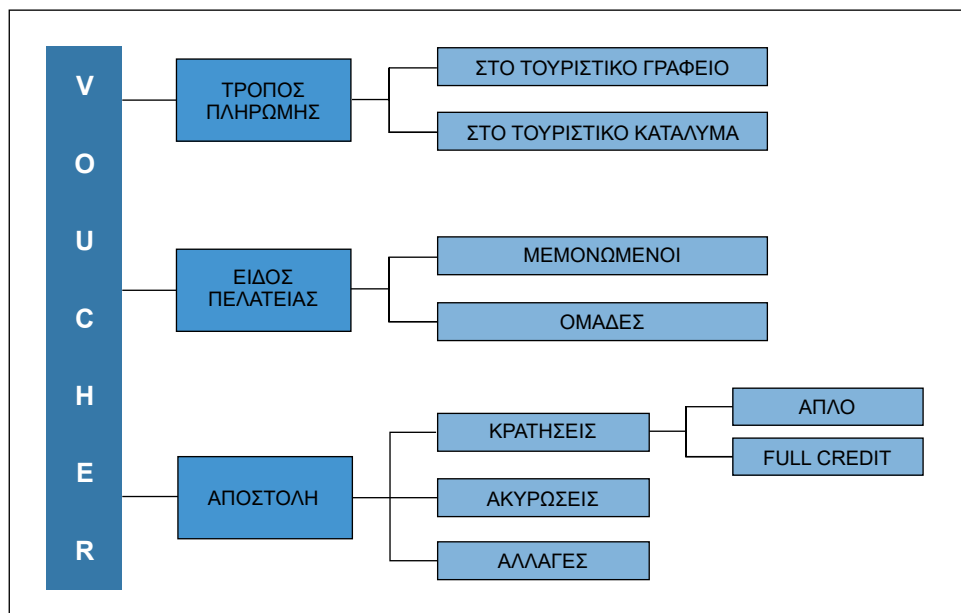 VOUCHER
ΤΡΟΠΟΣ
ΠΛΗΡΩΜΗΣ
ΣΤΟ ΤΟΥΡΙΣΤΙΚΟ ΓΡΑΦΕΙΟ
ΣΤΟ ΤΟΥΡΙΣΤΙΚΟ ΚΑΤΑΛΥΜΑ
ΕΙΔΟΣ
ΠΕΛΑΤΕΙΑΣ
ΜΕΜΟΝΩΜΕΝΟΙ
ΟΜΑΔΕΣ
ΑΠΟΣΤΟΛΗ
ΚΡΑΤΗΣΕΙΣ
ΑΠΛΟ
FULL CREDIT
ΑΚΥΡΩΣΕΙΣ
ΑΛΛΑΓΕΣ